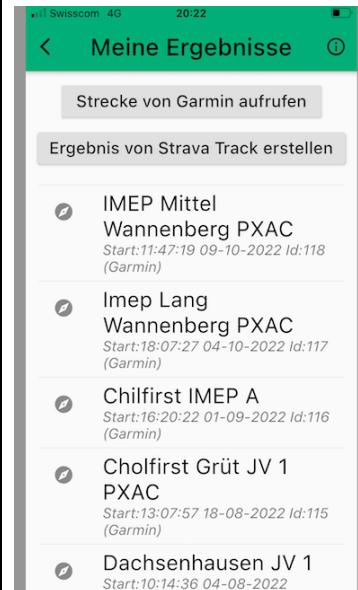 Swisscom 4G 20:22
Meine Ergebnisse
Strecke von Garmin aufrufen
Ergebnis von Strava Track erstellen
IMEP Mittel
Wannenberg PXAC
Start:11:47:19 09-10-2022 Id:118
(Garmin)
Imep Lang
Wannenberg PXAC
Start:18:07:27 04-10-2022 Id:117
(Garmin)
Chilfirst IMEP A
Start:16:20:22 01-09-2022 Id:116
(Garmin)
Cholfirst Grüt JV 1
PXAC
Start:13:07:57 18-08-2022 Id:115
(Garmin)
Dachsenhausen JV 1
Start:10:14:36 04-08-2022